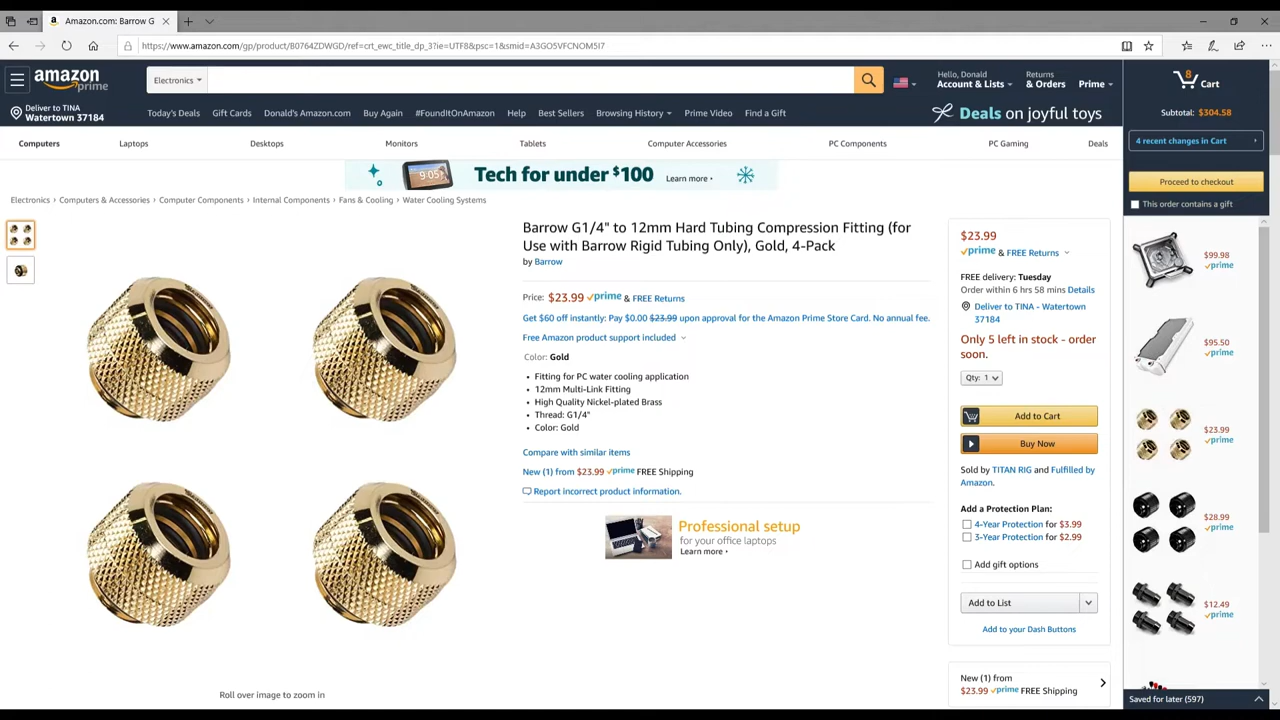 Amazon.com: Barrow G
https://www.amazon.com/gp/product/B0764ZDWGD/ref=crt_ewc_title_dp_3?ie=UTF8&psc=1&smid=A3GO5VFCNOM5I7
amazon prime
Electronics
Hello, Donald
Account & Lists
Returns
& Orders
Prime
8
Cart
Deliver to TINA
Watertown 37184
Today's Deals Gift Cards Donald's Amazon.com Buy Again #FoundItOnAmazon Help Best Sellers Browsing History Prime Video Find a Gift
Deals on joyful toys
Subtotal: $304.58
4 recent changes in Cart
Proceed to checkout
This order contains a gift
Computers Laptops Desktops Monitors Tablets Computer Accessories PC Components PC Gaming Deals
9:05
Tech for under $100 Learn more
Electronics › Computers & Accessories › Computer Components › Internal Components › Fans & Cooling › Water Cooling Systems
Barrow G1/4" to 12mm Hard Tubing Compression Fitting (for
Use with Barrow Rigid Tubing Only), Gold, 4-Pack
by Barrow
Price: $23.99 prime & FREE Returns
Get $60 off instantly: Pay $0.00 $23.99 upon approval for the Amazon Prime Store Card. No annual fee.
Free Amazon product support included
Color: Gold
• Fitting for PC water cooling application
• 12mm Multi-Link Fitting
• High Quality Nickel-plated Brass
• Thread: G1/4"
• Color: Gold
Compare with similar items
New (1) from $23.99 prime FREE Shipping
Report incorrect product information.
Professional setup
for your office laptops
Learn more
Roll over image to zoom in
$23.99
prime & FREE Returns
FREE delivery: Tuesday
Order within 6 hrs 58 mins Details
Deliver to TINA - Watertown
37184
Only 5 left in stock - order
soon.
Qty: 1
Add to Cart
Buy Now
Sold by TITAN RIG and Fulfilled by
Amazon.
Add a Protection Plan:
4-Year Protection for $3.99
3-Year Protection for $2.99
Add gift options
Add to List
Add to your Dash Buttons
New (1) from
$23.99 prime FREE Shipping
$99.98
prime
$95.50
prime
$23.99
prime
$28.99
prime
$12.49
prime
Saved for later (597)